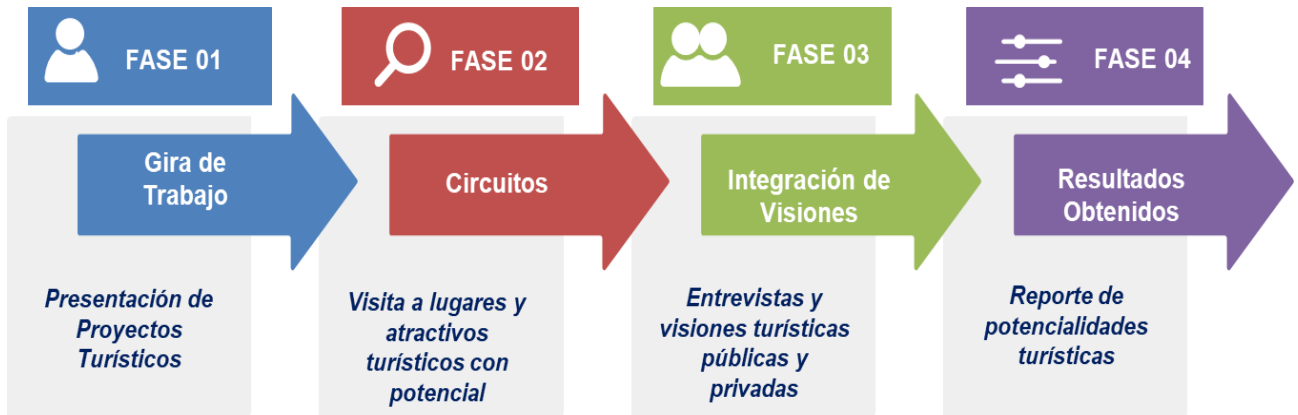 FASE 01
Gira de
Trabajo
Presentación de
Proyectos
Turísticos
FASE 02
Circuitos
Visita a lugares y
atractivos
turísticos con
potencial
FASE 03
Integración de
Visiones
Entrevistas y
visiones turísticas
públicas y
privadas
FASE 04
Resultados
Obtenidos
Reporte de
potencialidades
turísticas